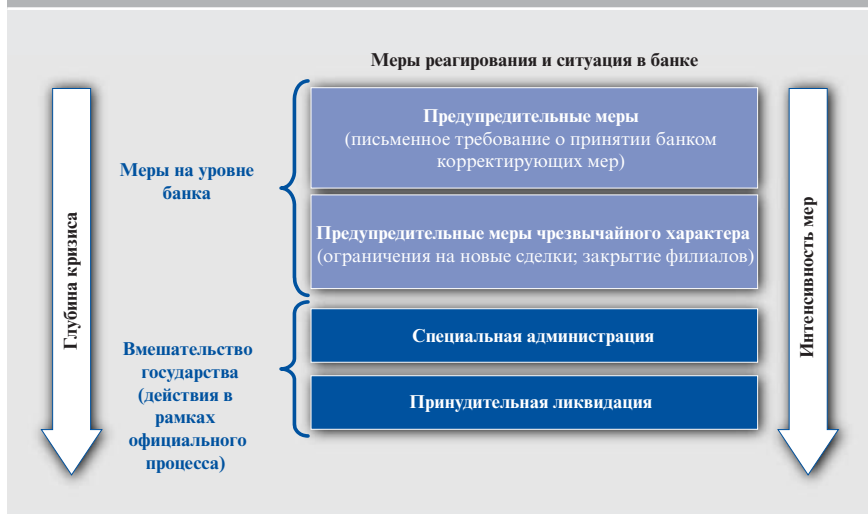 Меры реагирования и ситуация в банке
Глубина кризиса
Меры на уровне
банка
Предупредительные меры
(письменное требование о принятии банком
корректирующих мер)
Предупредительные меры чрезвычайного характера
(ограничения на новые сделки; закрытие филиалов)
Вмешательство
государства
(действия в
рамках
официального
процесса)
Специальная администрация
Принудительная ликвидация
Интенсивность мер